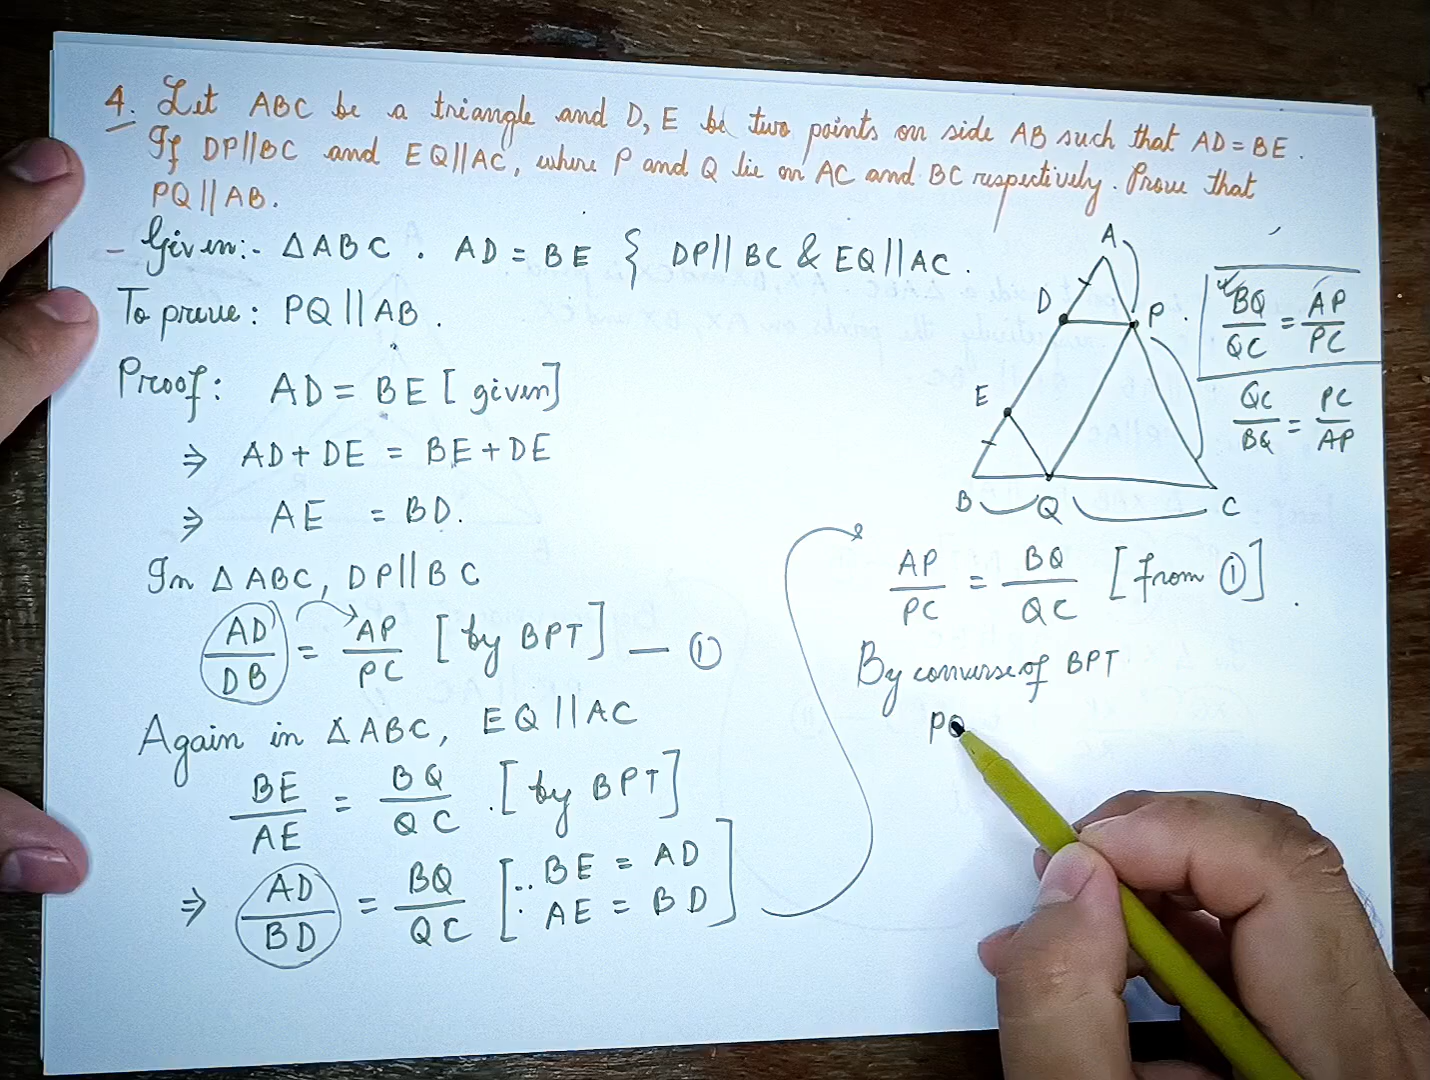 4. Let ABC be a triangle and D, E be two points on side AB such that AD = BE.
If DP||BC and EQ||AC, where P and Q lie on AC and BC respectively. Prove that
PQ || AB.
- Given:- △ABC. AD = BE { DP || BC & EQ || AC.
To prove: PQ || AB.
Proof: AD = BE [given]
⇒ AD + DE = BE + DE
⇒ AE = BD.
In △ABC, DP||BC
AD/DB = AP/PC [by BPT] — ①
Again in △ABC, EQ || AC
BE/AE = BQ/QC. [by BPT]
⇒ AD/BD = BQ/QC [∵ BE = AD
AE = BD]
A
D
P
E
B
Q
C
BQ/QC = AP/PC
QC/BQ = PC/AP
AP/PC = BQ/QC [from ①].
By converse of BPT
PQ